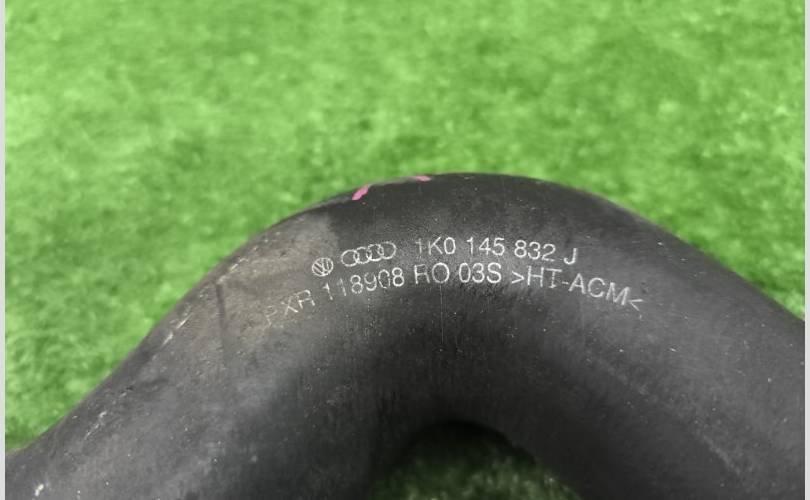 1K0 145 832 J
PXR 118908 RO 03S >HT-ACM<